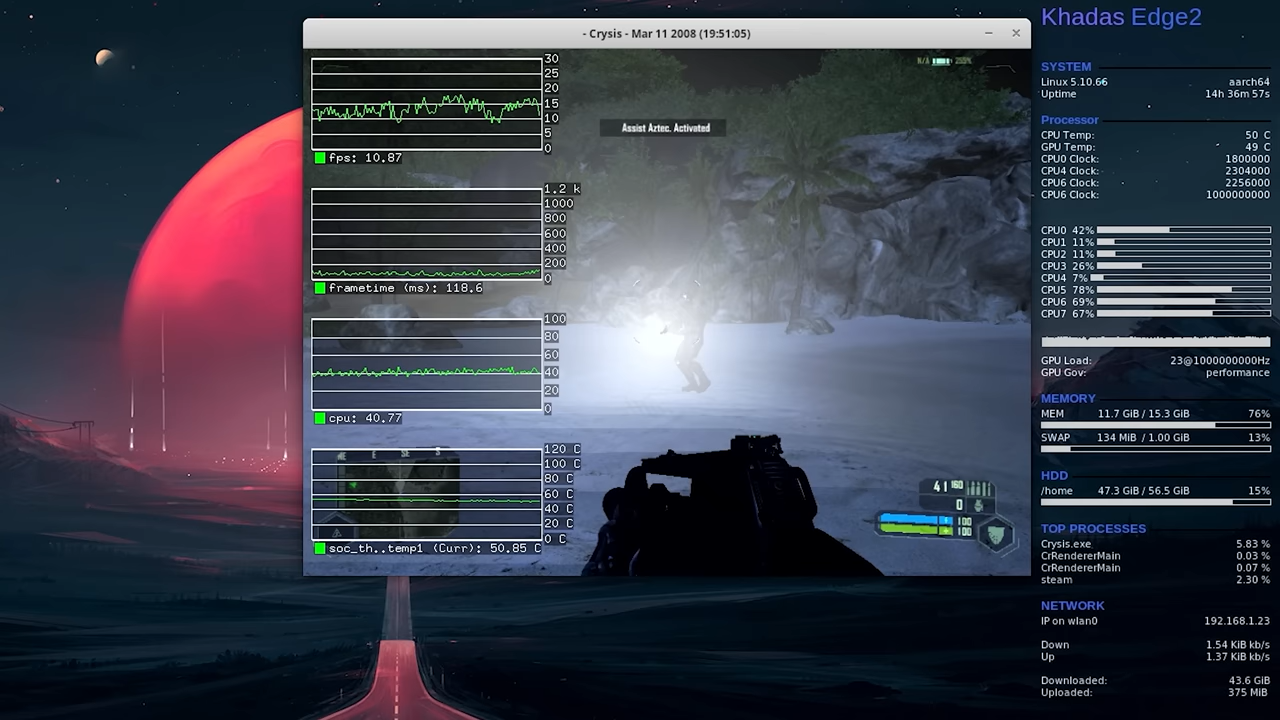 - Crysis - Mar 11 2008 (19:51:05)
30
25
20
15
10
5
0
fps: 10.87
1.2 k
1000
800
600
400
200
0
frametime (ms): 118.6
100
80
60
40
20
0
cpu: 40.77
120 C
100 C
80 C
60 C
40 C
20 C
0 C
soc_th..temp1 (Curr): 50.85 C
N/A
Assist Aztec. Activated
E SE S
41 160
0
100
100
Khadas Edge2
SYSTEM
Linux 5.10.66 aarch64
Uptime 14h 36m 57s
Processor
CPU Temp: 50 C
GPU Temp: 49 C
CPU0 Clock: 1800000
CPU4 Clock: 2304000
CPU6 Clock: 2256000
CPU6 Clock: 1000000000
CPU0 42%
CPU1 11%
CPU2 11%
CPU3 26%
CPU4 7%
CPU5 78%
CPU6 69%
CPU7 67%
GPU Load: 23@1000000000Hz
GPU Gov: performance
MEMORY
MEM 11.7 GiB / 15.3 GiB 76%
SWAP 134 MiB / 1.00 GiB 13%
HDD
/home 47.3 GiB / 56.5 GiB 15%
TOP PROCESSES
Crysis.exe 5.83 %
CrRendererMain 0.03 %
CrRendererMain 0.07 %
steam 2.30 %
NETWORK
IP on wlan0 192.168.1.23
Down 1.54 KiB kb/s
Up 1.37 KiB kb/s
Downloaded: 43.6 GiB
Uploaded: 375 MiB